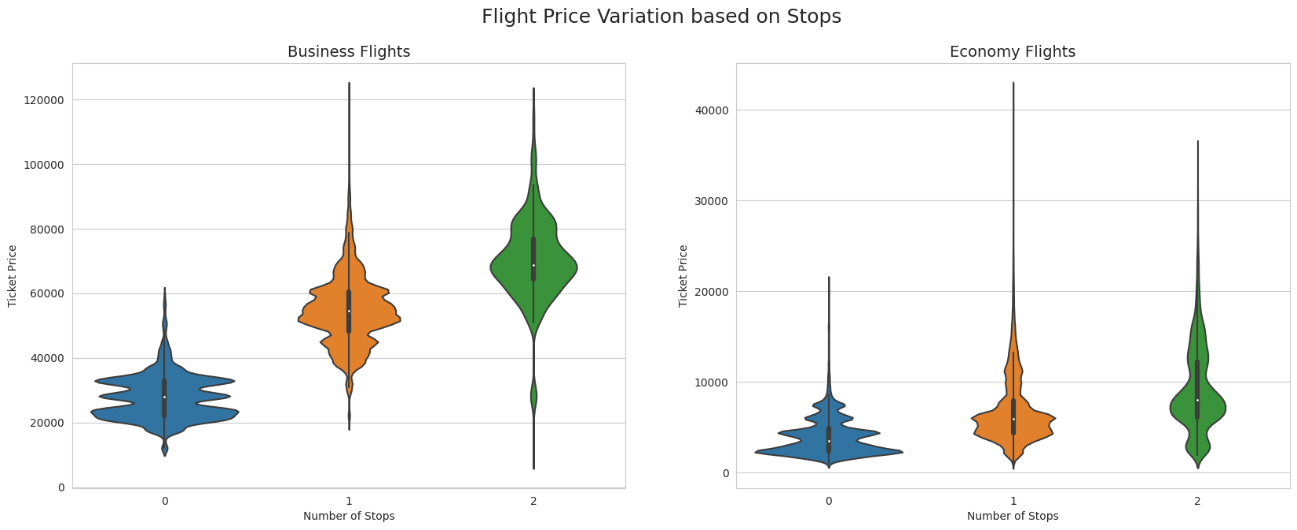 Flight Price Variation based on Stops
Business Flights
Economy Flights
120000
100000
80000
60000
40000
20000
0
Ticket Price
0 1 2
Number of Stops
40000
30000
20000
10000
0
Ticket Price
0 1 2
Number of Stops